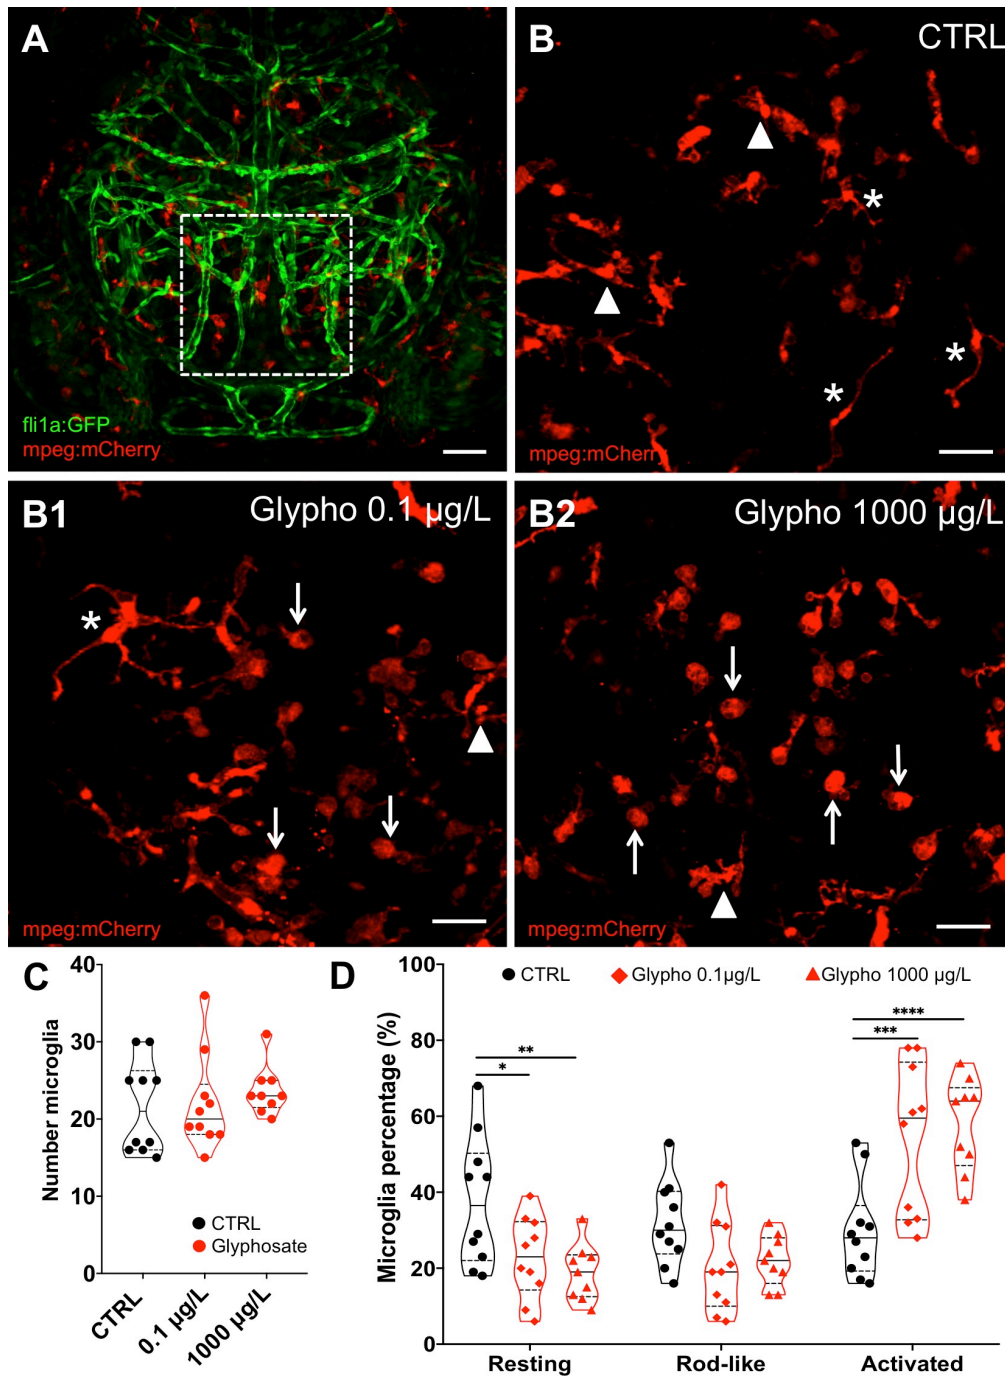 A
fli1a:GFP
mpeg:mCherry
B
CTRL
*
*
*
mpeg:mCherry
B1
Glypho 0.1 µg/L
*
mpeg:mCherry
B2
Glypho 1000 µg/L
mpeg:mCherry
C
Number microglia
40
30
20
10
0
CTRL
Glyphosate
CTRL
0.1 µg/L
1000 µg/L
D
Microglia percentage (%)
100
80
60
40
20
0
CTRL
Glypho 0.1µg/L
Glypho 1000 µg/L
**
*
****
***
Resting
Rod-like
Activated